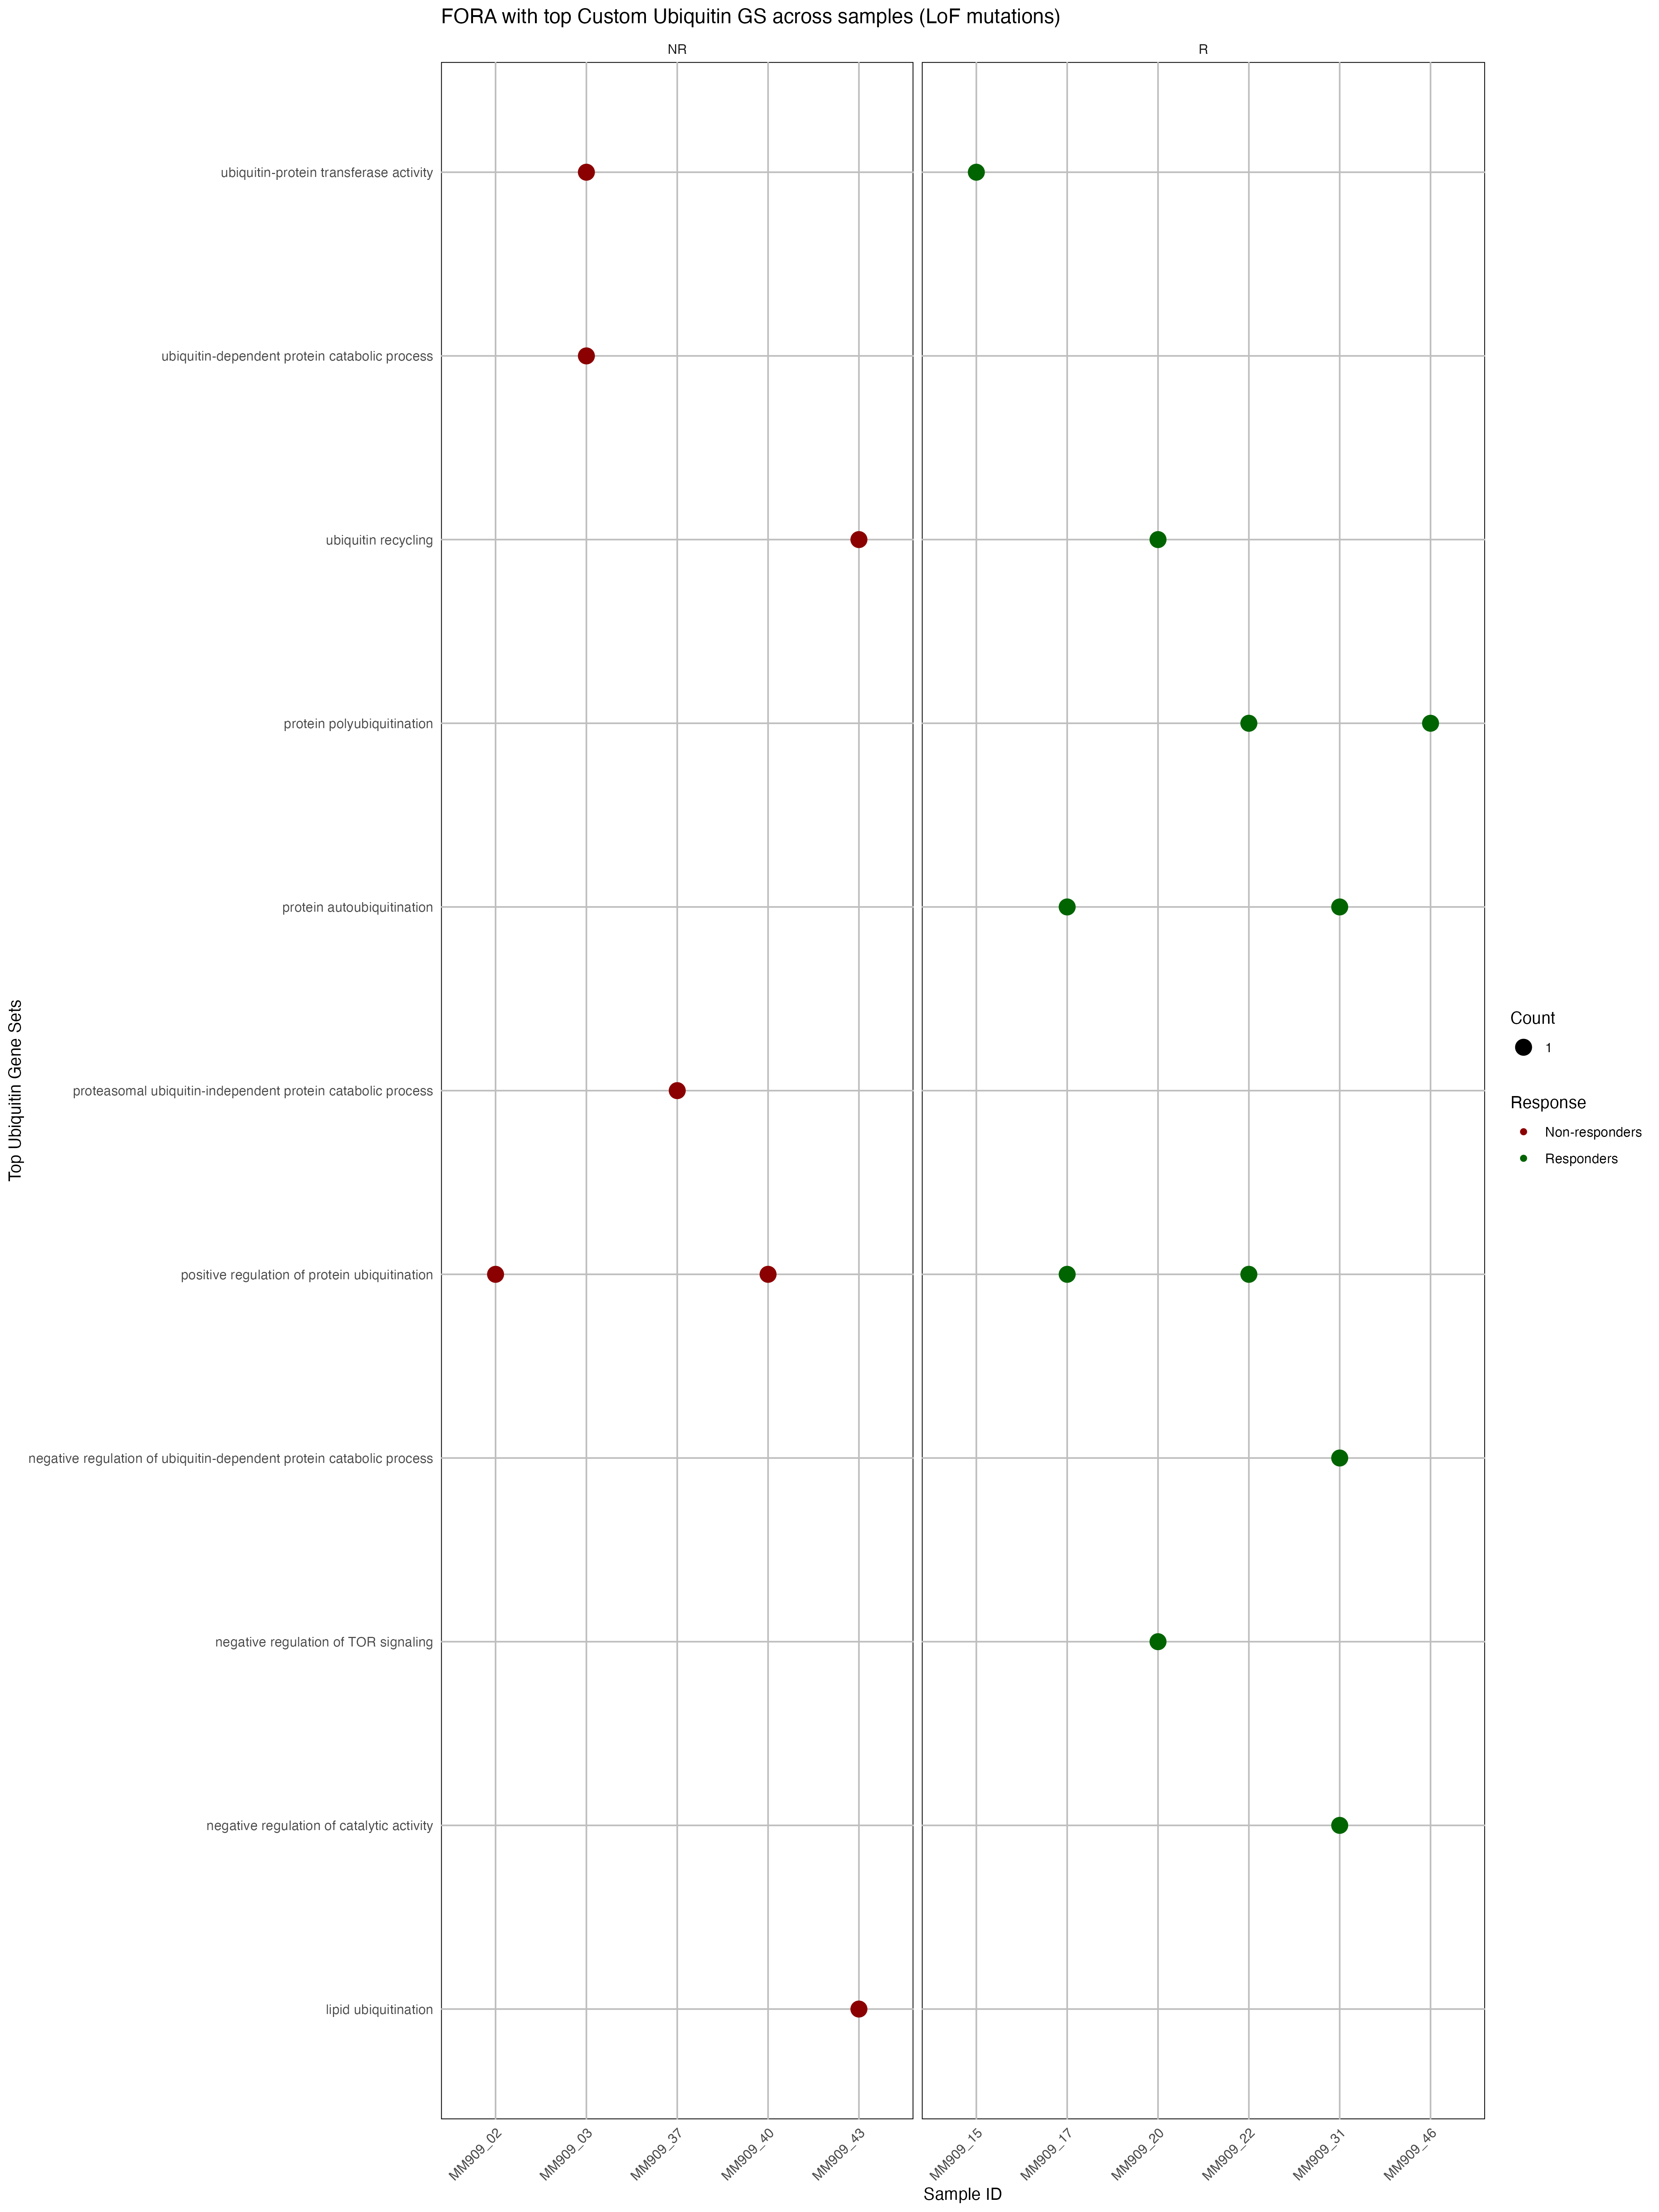 FORA with top Custom Ubiquitin GS across samples (LoF mutations)
NR
R
ubiquitin-protein transferase activity
ubiquitin-dependent protein catabolic process
ubiquitin recycling
protein polyubiquitination
protein autoubiquitination
proteasomal ubiquitin-independent protein catabolic process
positive regulation of protein ubiquitination
negative regulation of ubiquitin-dependent protein catabolic process
negative regulation of TOR signaling
negative regulation of catalytic activity
lipid ubiquitination
Top Ubiquitin Gene Sets
MM909_02
MM909_03
MM909_37
MM909_40
MM909_43
MM909_15
MM909_17
MM909_20
MM909_22
MM909_31
MM909_46
Sample ID
Count
1
Response
Non-responders
Responders